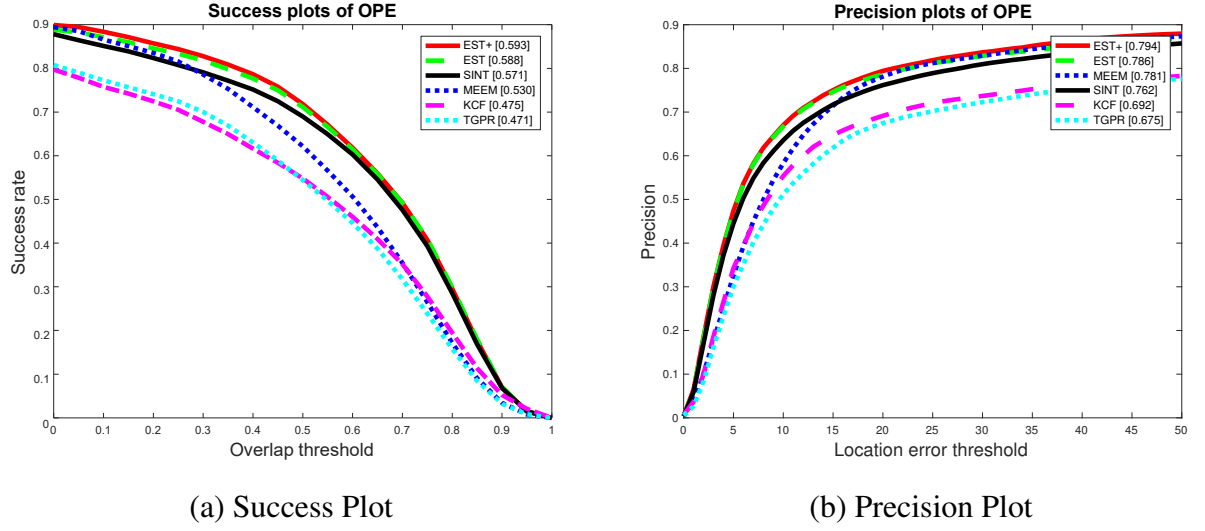 Success plots of OPE
Success rate
0.9
0.8
0.7
0.6
0.5
0.4
0.3
0.2
0.1
0
EST+ [0.593]
EST [0.588]
SINT [0.571]
MEEM [0.530]
KCF [0.475]
TGPR [0.471]
0 0.1 0.2 0.3 0.4 0.5 0.6 0.7 0.8 0.9 1
Overlap threshold
(a) Success Plot
Precision plots of OPE
Precision
0.9
0.8
0.7
0.6
0.5
0.4
0.3
0.2
0.1
0
EST+ [0.794]
EST [0.786]
MEEM [0.781]
SINT [0.762]
KCF [0.692]
TGPR [0.675]
0 5 10 15 20 25 30 35 40 45 50
Location error threshold
(b) Precision Plot